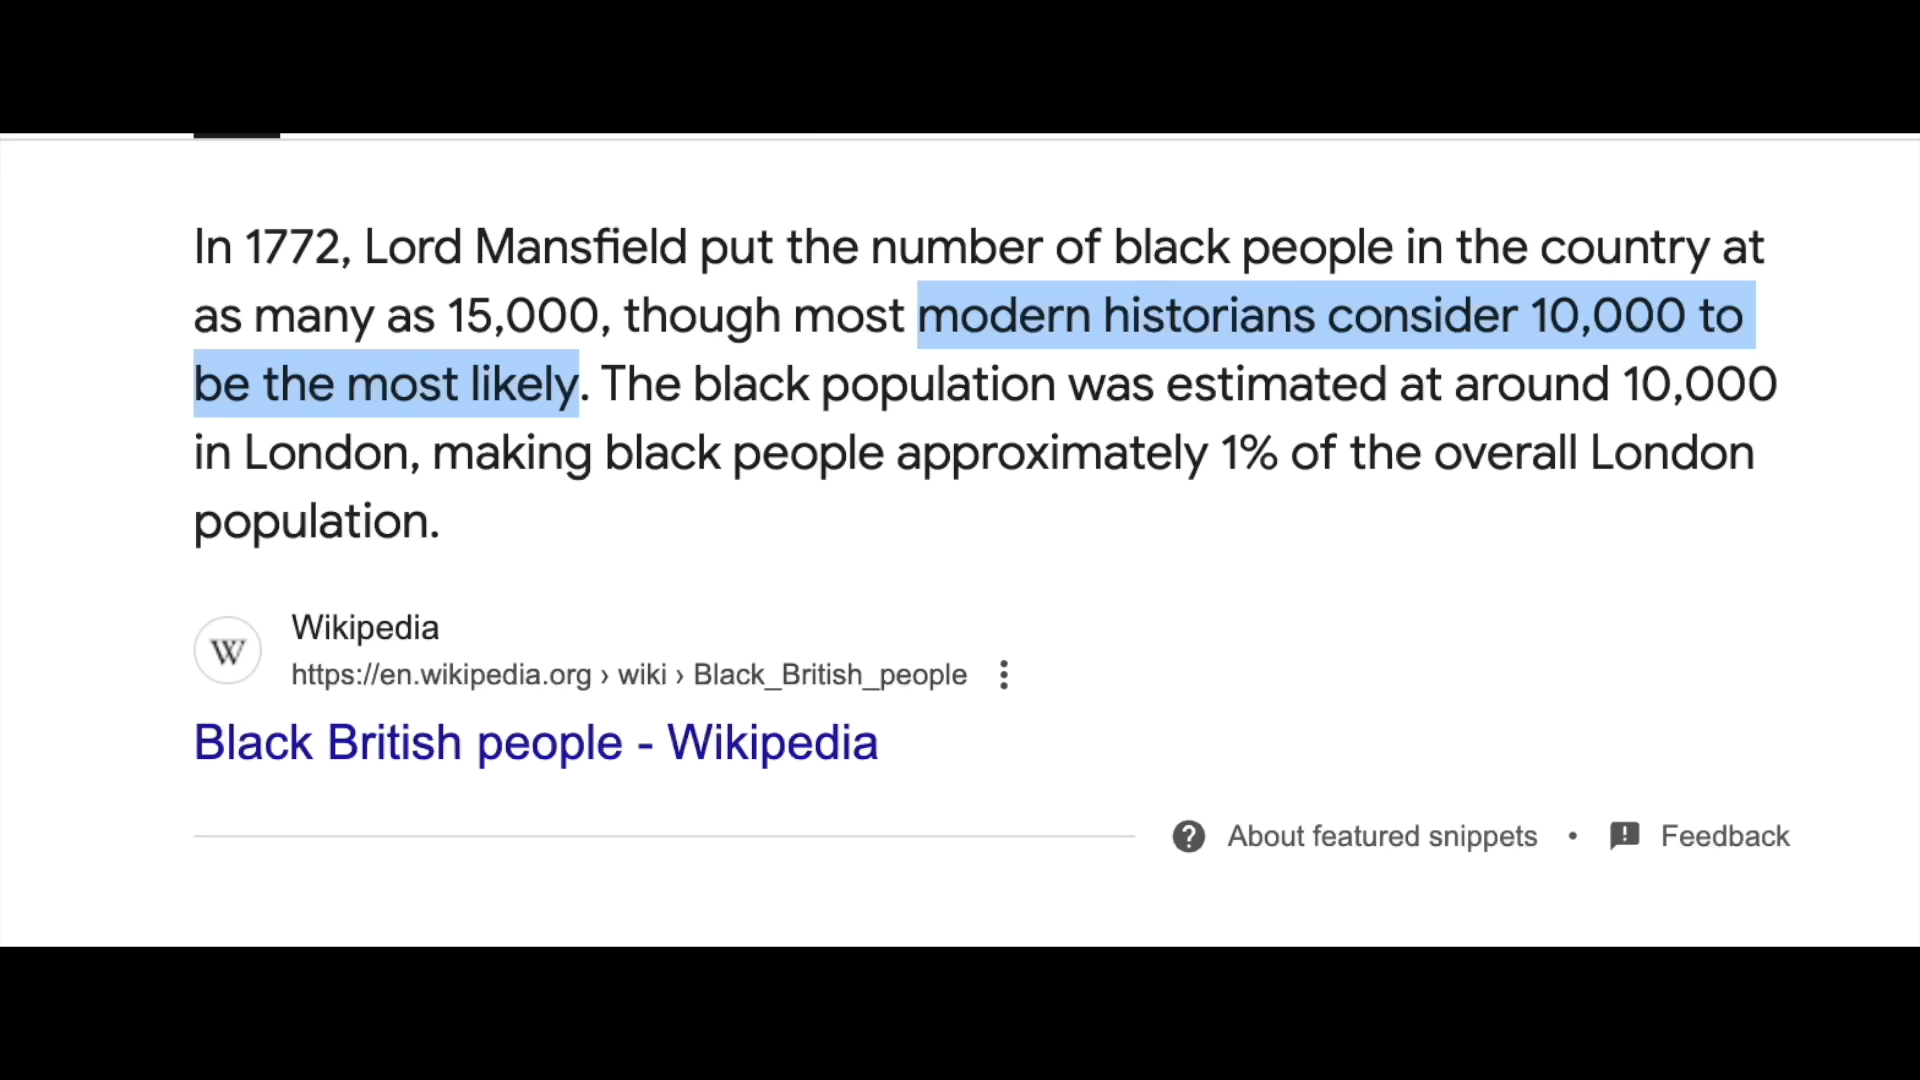 In 1772, Lord Mansfield put the number of black people in the country at
as many as 15,000, though most modern historians consider 10,000 to
be the most likely. The black population was estimated at around 10,000
in London, making black people approximately 1% of the overall London
population.
W
Wikipedia
https://en.wikipedia.org › wiki › Black_British_people
Black British people - Wikipedia
About featured snippets • Feedback